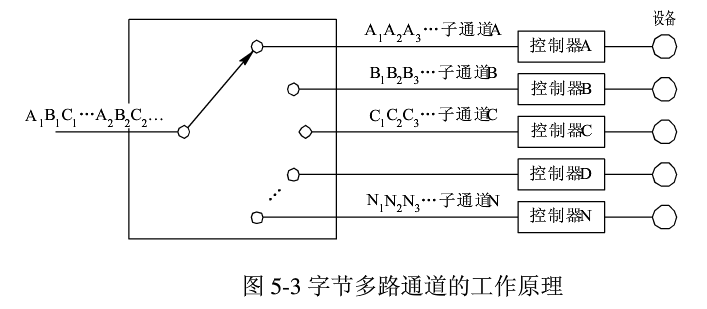 设备
A₁A₂A₃…子通道A 控制器A
B₁B₂B₃…子通道B 控制器B
A₁B₁C₁…A₂B₂C₂… C₁C₂C₃…子通道C 控制器C
… 控制器D
N₁N₂N₃…子通道N 控制器N
图 5-3 字节多路通道的工作原理